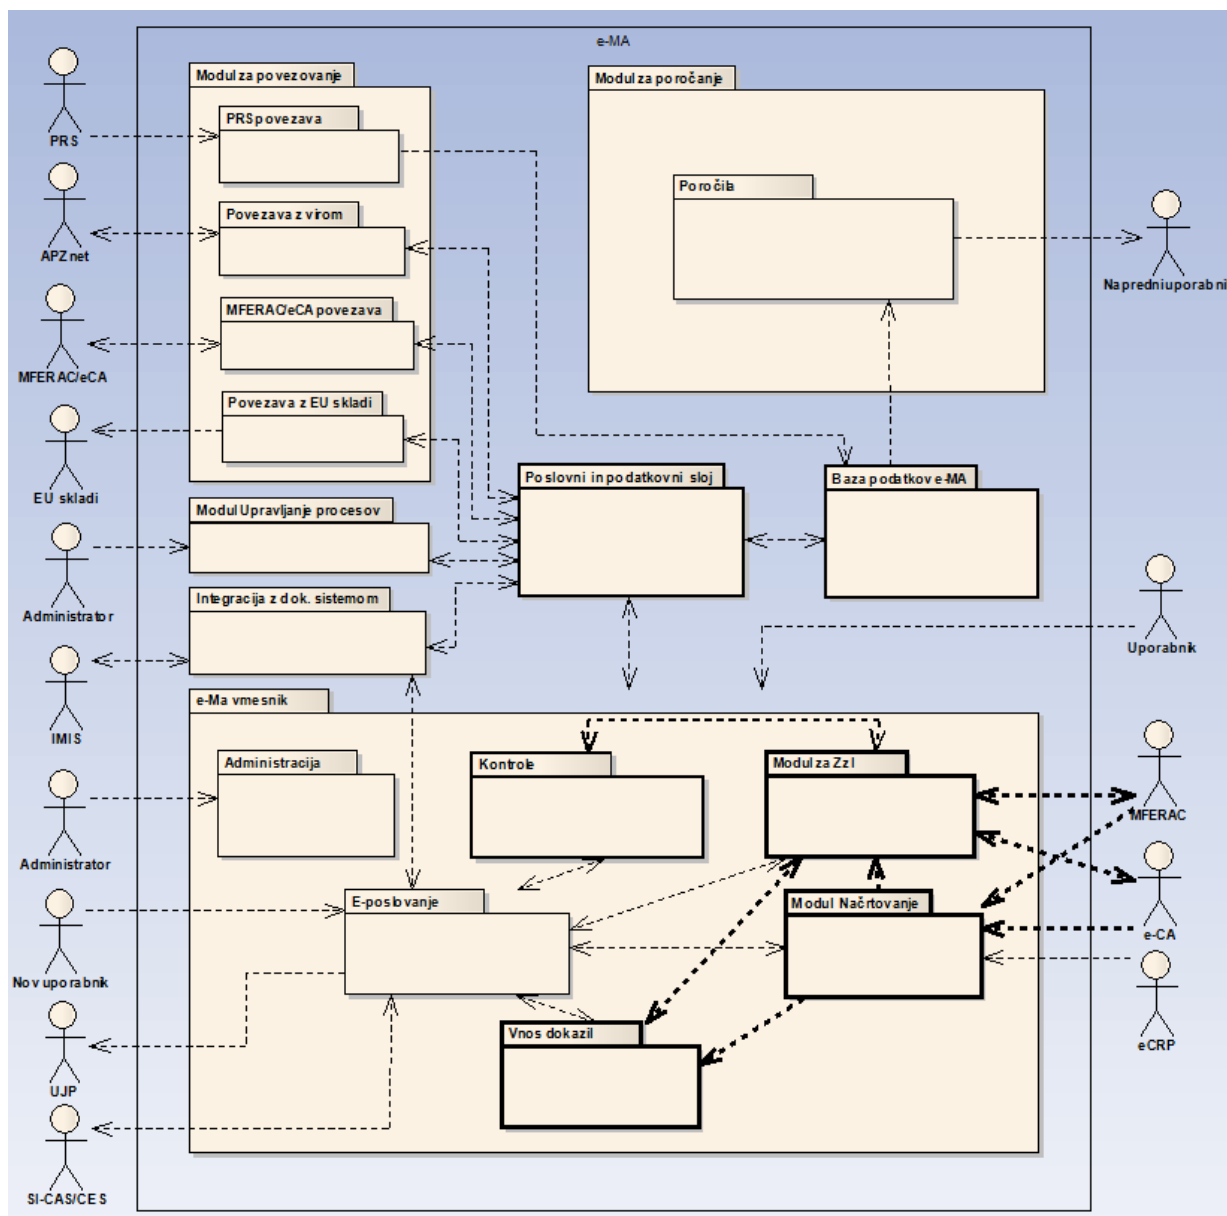 e-MA
PRS
APZnet
MFERAC/eCA
EU skladi
Administrator
IMIS
Administrator
Nov uporabnik
UJP
SI-CAS/CES
Modul za povezovanje
PRS povezava
Povezava z virom
MFERAC/eCA povezava
Povezava z EU skladi
Modul Upravljanje procesov
Integracija z dok. sistemom
Modul za poročanje
Poročila
Poslovni in podatkovni sloj
Baza podatkov e-MA
e-Ma vmesnik
Administracija
Kontrole
Modul za ZzI
E-poslovanje
Modul Načrtovanje
Vnos dokazil
Napredni uporabni
Uporabnik
MFERAC
e-CA
eCRP